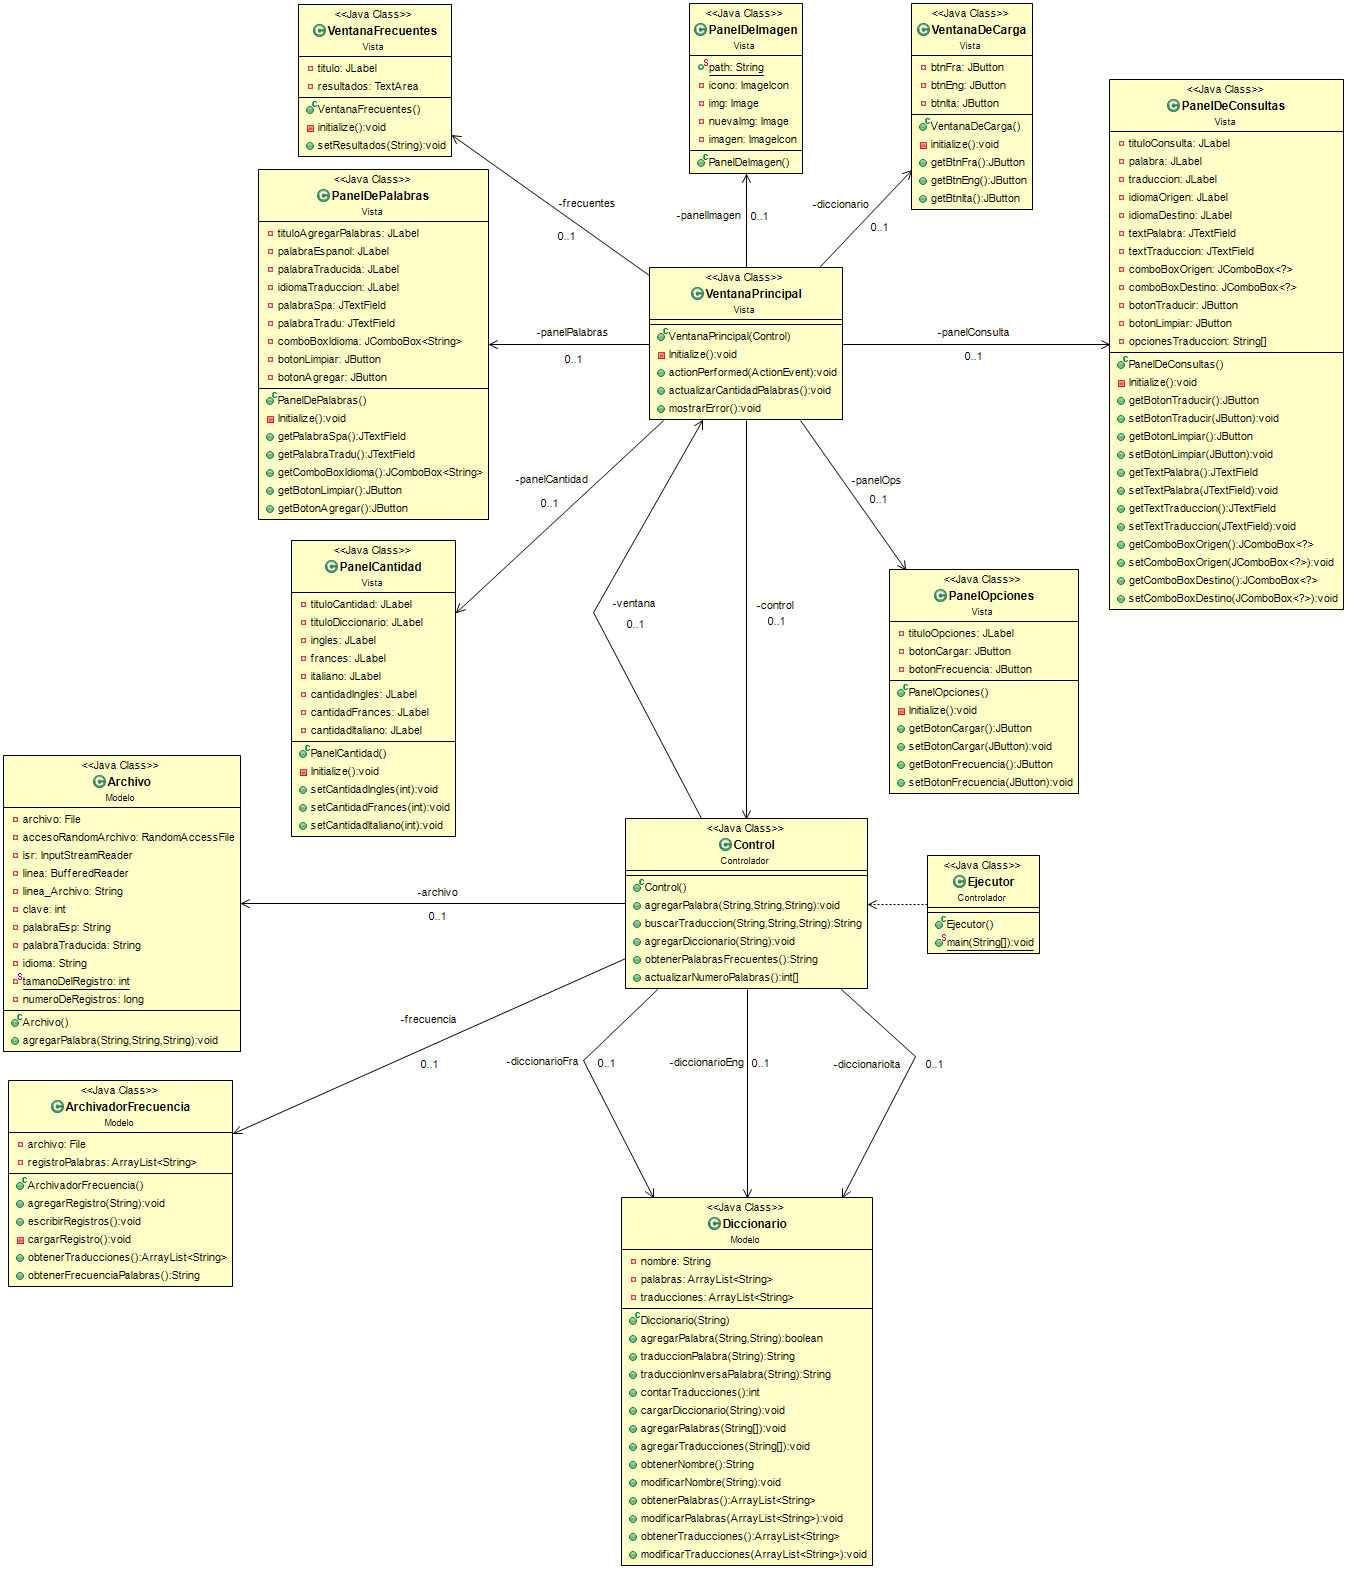 <<Java Class>>
VentanaFrecuentes
Vista
titulo: JLabel
resultados: TextArea
VentanaFrecuentes()
initialize():void
setResultados(String):void
<<Java Class>>
PanelDeImagen
Vista
path: String
icono: ImageIcon
img: Image
nuevaImg: Image
imagen: ImageIcon
PanelDeImagen()
<<Java Class>>
VentanaDeCarga
Vista
btnFra: JButton
btnEng: JButton
btnIta: JButton
VentanaDeCarga()
initialize():void
getBtnFra():JButton
getBtnEng():JButton
getBtnIta():JButton
<<Java Class>>
PanelDeConsultas
Vista
tituloConsulta: JLabel
palabra: JLabel
traduccion: JLabel
idiomaOrigen: JLabel
idiomaDestino: JLabel
textPalabra: JTextField
textTraduccion: JTextField
comboBoxOrigen: JComboBox<?>
comboBoxDestino: JComboBox<?>
botonTraducir: JButton
botonLimpiar: JButton
opcionesTraduccion: String[]
PanelDeConsultas()
Initialize():void
getBotonTraducir():JButton
setBotonTraducir(JButton):void
getBotonLimpiar():JButton
setBotonLimpiar(JButton):void
getTextPalabra():JTextField
setTextPalabra(JTextField):void
getTextTraduccion():JTextField
setTextTraduccion(JTextField):void
getComboBoxOrigen():JComboBox<?>
setComboBoxOrigen(JComboBox<?>):void
getComboBoxDestino():JComboBox<?>
setComboBoxDestino(JComboBox<?>):void
<<Java Class>>
PanelDePalabras
Vista
tituloAgregarPalabras: JLabel
palabraEspanol: JLabel
palabraTraducida: JLabel
idiomaTraduccion: JLabel
palabraSpa: JTextField
palabraTradu: JTextField
comboBoxIdioma: JComboBox<String>
botonLimpiar: JButton
botonAgregar: JButton
PanelDePalabras()
Initialize():void
getPalabraSpa():JTextField
getPalabraTradu():JTextField
getComboBoxIdioma():JComboBox<String>
getBotonLimpiar():JButton
getBotonAgregar():JButton
-frecuentes
0..1
-panelImagen
0..1
-diccionario
0..1
<<Java Class>>
VentanaPrincipal
Vista
VentanaPrincipal(Control)
Initialize():void
actionPerformed(ActionEvent):void
actualizarCantidadPalabras():void
mostrarError():void
-panelPalabras
0..1
-panelConsulta
0..1
-panelCantidad
0..1
-panelOps
0..1
-ventana
0..1
-control
0..1
<<Java Class>>
PanelCantidad
Vista
tituloCantidad: JLabel
tituloDiccionario: JLabel
ingles: JLabel
frances: JLabel
italiano: JLabel
cantidadIngles: JLabel
cantidadFrances: JLabel
cantidadItaliano: JLabel
PanelCantidad()
Initialize():void
setCantidadIngles(int):void
setCantidadFrances(int):void
setCantidadItaliano(int):void
<<Java Class>>
PanelOpciones
Vista
tituloOpciones: JLabel
botonCargar: JButton
botonFrecuencia: JButton
PanelOpciones()
Initialize():void
getBotonCargar():JButton
setBotonCargar(JButton):void
getBotonFrecuencia():JButton
setBotonFrecuencia(JButton):void
<<Java Class>>
Archivo
Modelo
archivo: File
accesoRandomArchivo: RandomAccessFile
isr: InputStreamReader
linea: BufferedReader
linea_Archivo: String
clave: int
palabraEsp: String
palabraTraducida: String
idioma: String
tamanoDelRegistro: int
numeroDeRegistros: long
Archivo()
agregarPalabra(String,String,String):void
-archivo
0..1
<<Java Class>>
Control
Controlador
Control()
agregarPalabra(String,String,String):void
buscarTraduccion(String,String,String):String
agregarDiccionario(String):void
obtenerPalabrasFrecuentes():String
actualizarNumeroPalabras():int[]
<<Java Class>>
Ejecutor
Controlador
Ejecutor()
main(String[]):void
-frecuencia
0..1
-diccionarioFra
0..1
-diccionarioEng
0..1
-diccionarioIta
0..1
<<Java Class>>
ArchivadorFrecuencia
Modelo
archivo: File
registroPalabras: ArrayList<String>
ArchivadorFrecuencia()
agregarRegistro(String):void
escribirRegistros():void
cargarRegistro():void
obtenerTraducciones():ArrayList<String>
obtenerFrecuenciaPalabras():String
<<Java Class>>
Diccionario
Modelo
nombre: String
palabras: ArrayList<String>
traducciones: ArrayList<String>
Diccionario(String)
agregarPalabra(String,String):boolean
traduccionPalabra(String):String
traduccionInversaPalabra(String):String
contarTraducciones():int
cargarDiccionario(String):void
agregarPalabras(String[]):void
agregarTraducciones(String[]):void
obtenerNombre():String
modificarNombre(String):void
obtenerPalabras():ArrayList<String>
modificarPalabras(ArrayList<String>):void
obtenerTraducciones():ArrayList<String>
modificarTraducciones(ArrayList<String>):void